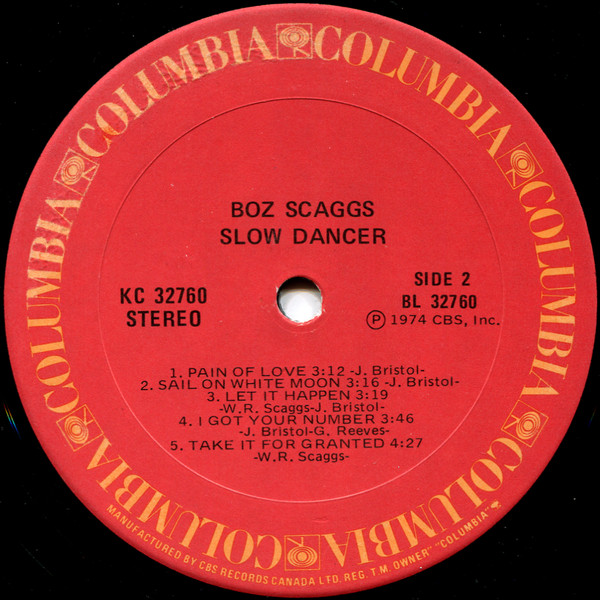 COLUMBIA COLUMBIA COLUMBIA COLUMBIA COLUMBIA COLUMBIA COLUMBIA
BOZ SCAGGS
SLOW DANCER
KC 32760
STEREO
SIDE 2
BL 32760
Ⓟ 1974 CBS, Inc.
1. PAIN OF LOVE 3:12 -J. Bristol-
2. SAIL ON WHITE MOON 3:16 -J. Bristol-
3. LET IT HAPPEN 3:19
-W.R. Scaggs-J. Bristol-
4. I GOT YOUR NUMBER 3:46
-J. Bristol-G. Reeves-
5. TAKE IT FOR GRANTED 4:27
-W.R. Scaggs-
MANUFACTURED BY CBS RECORDS CANADA LTD. REG. T.M. OWNER" "COLUMBIA"